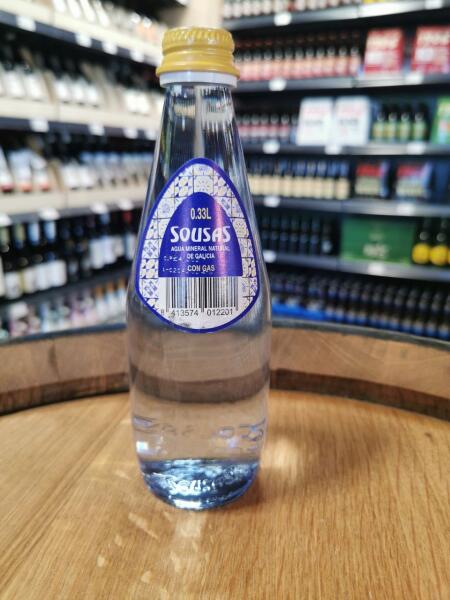 0.33L
SOUSAS
AGUA MINERAL NATURAL
DE GALICIA
CON GAS
8 413574 012201